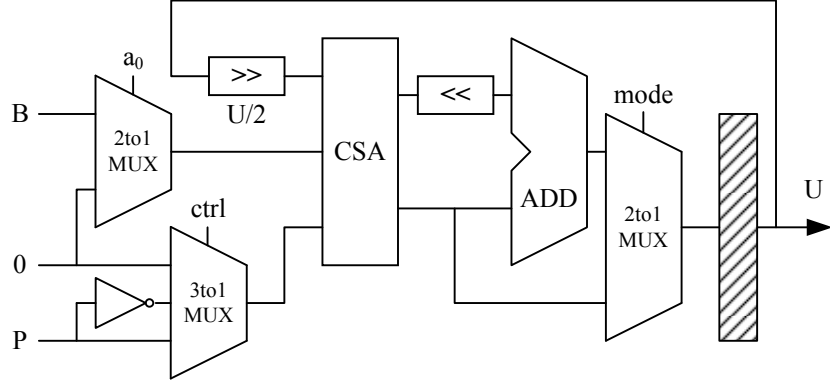 a₀
B
2to1
MUX
>>
U/2
CSA
<<
ADD
mode
2to1
MUX
U
ctrl
0
3to1
MUX
P